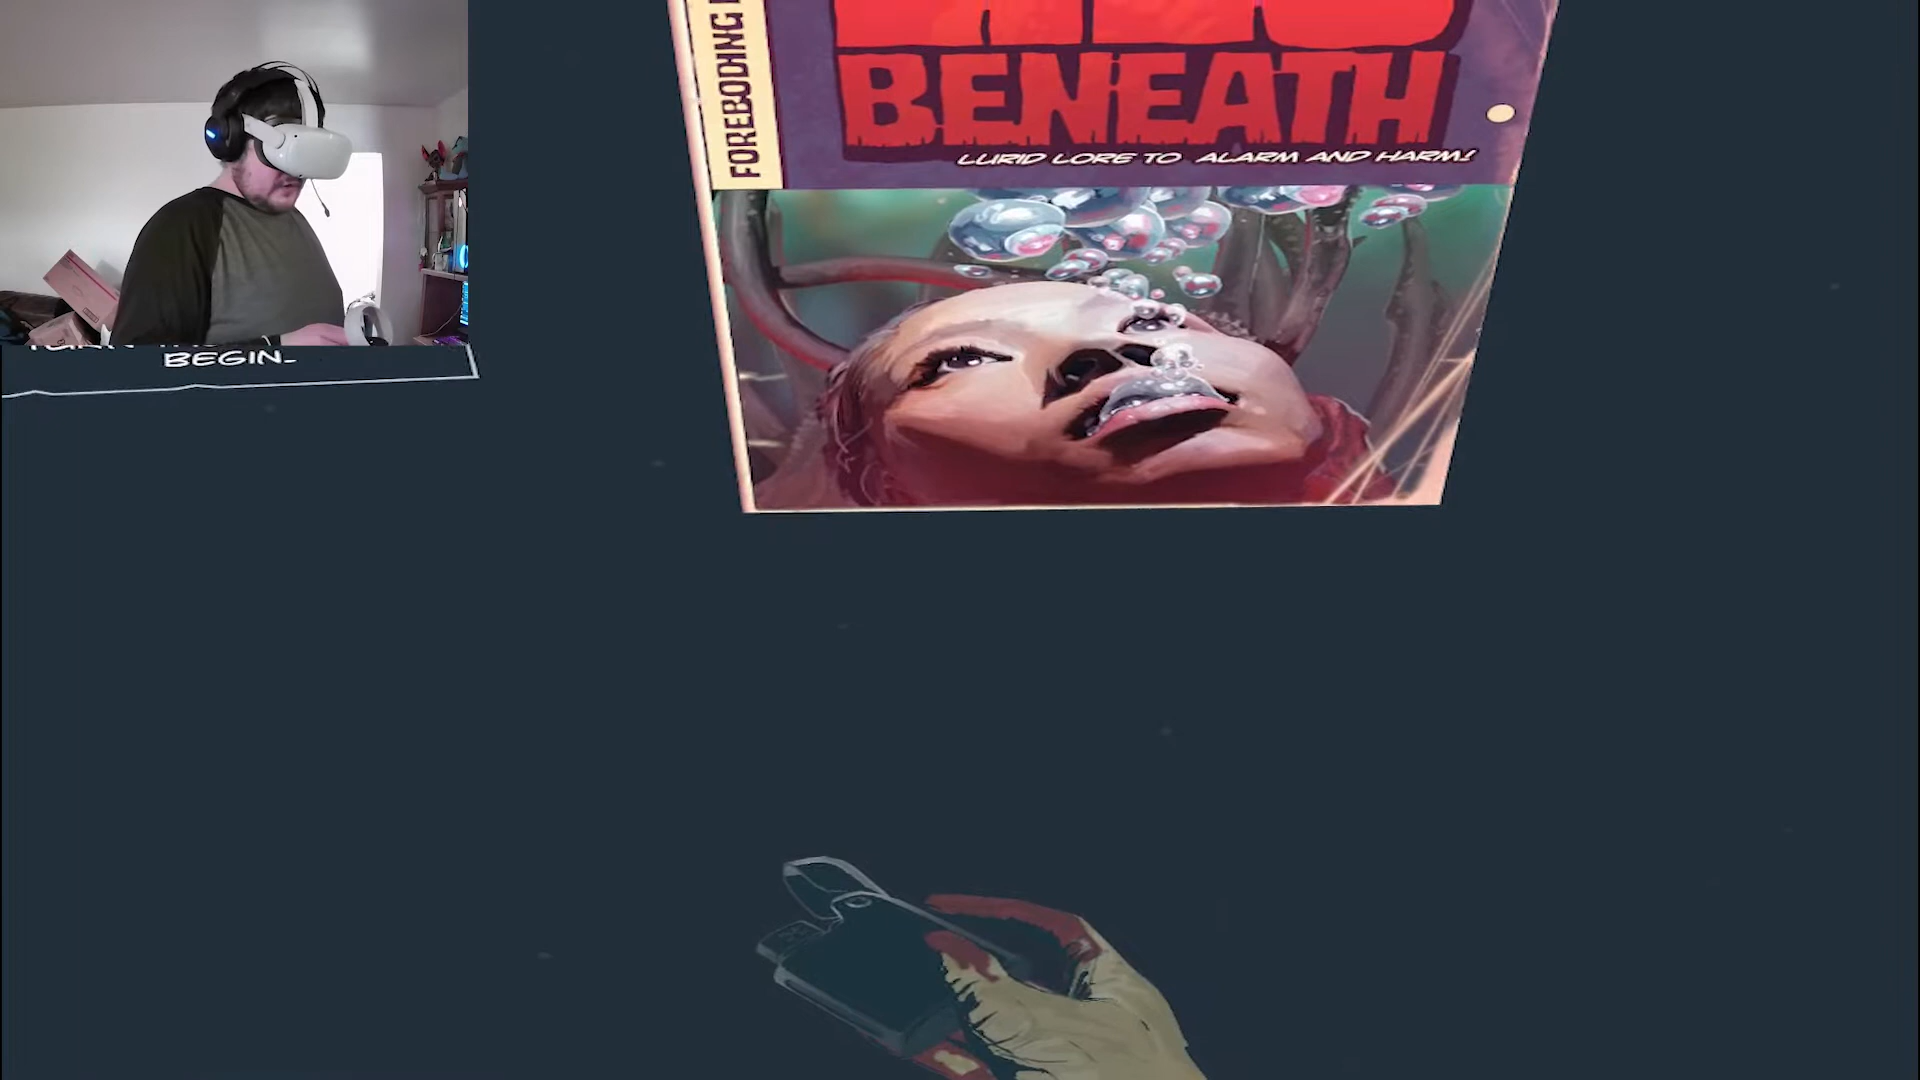 BENEATH
LURID LORE TO ALARM AND HARM!
FOREBODING
BEGIN.